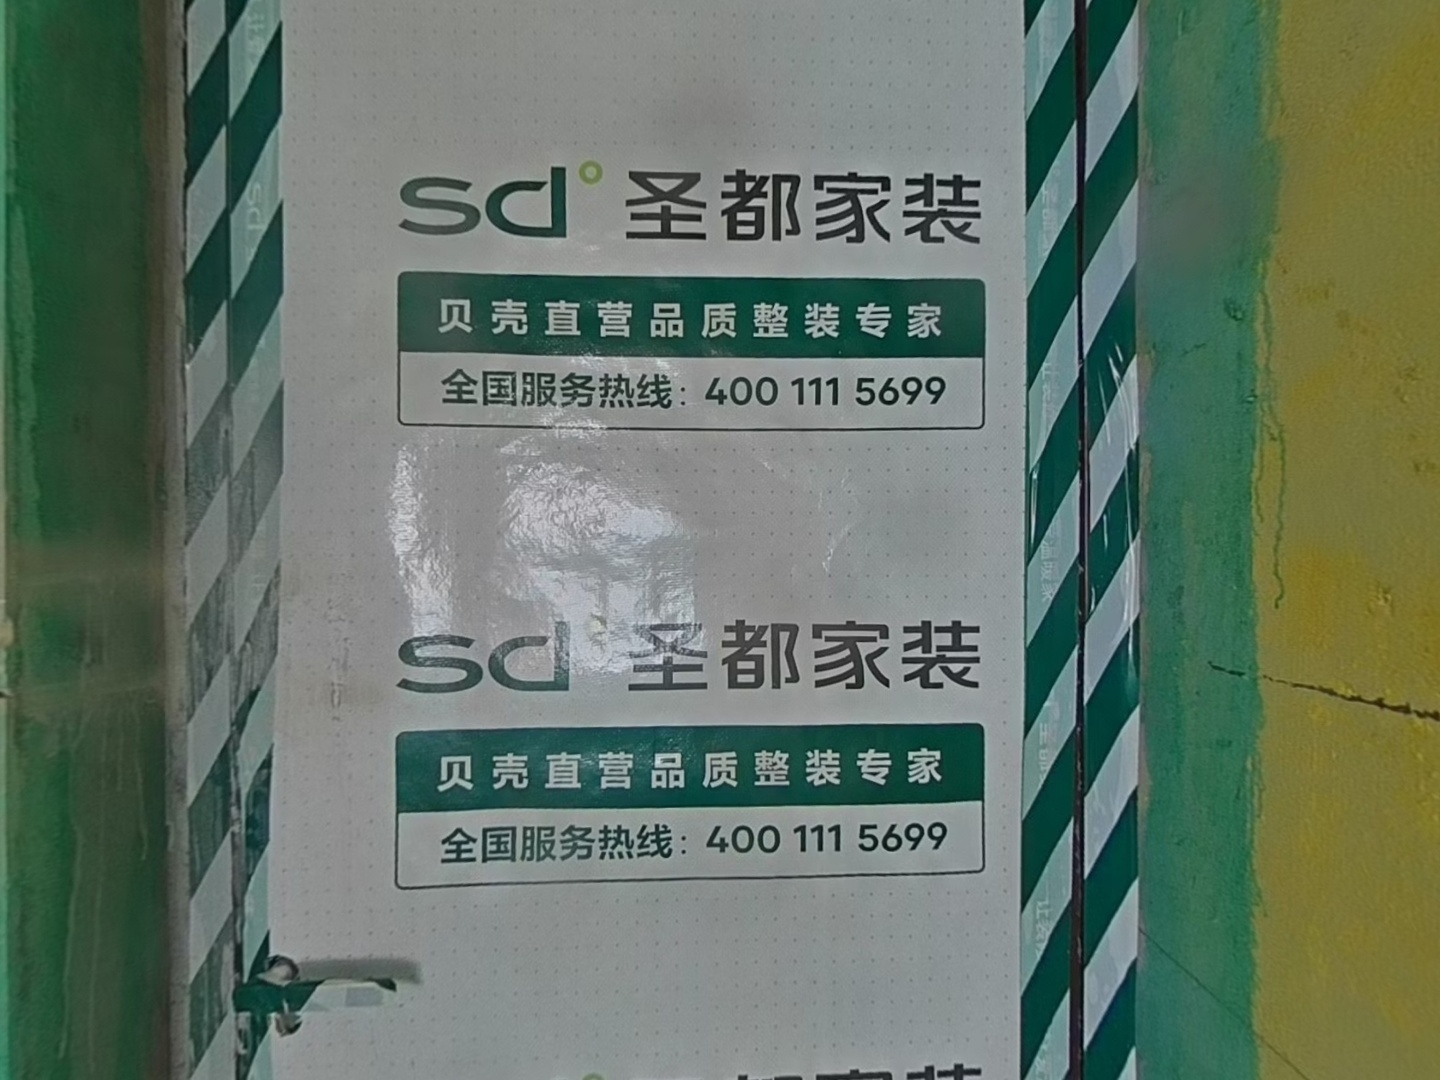 sd° 圣都家装
贝壳直营品质整装专家
全国服务热线：400 111 5699
sd 圣都家装
贝壳直营品质整装专家
全国服务热线：400 111 5699